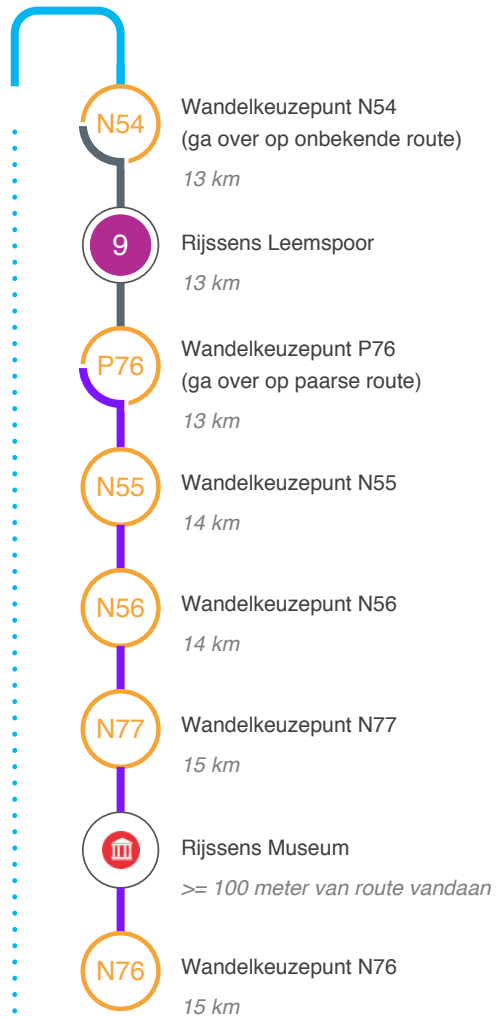 N54
Wandelkeuzepunt N54
(ga over op onbekende route)
13 km
9
Rijssens Leemspoor
13 km
P76
Wandelkeuzepunt P76
(ga over op paarse route)
13 km
N55
Wandelkeuzepunt N55
14 km
N56
Wandelkeuzepunt N56
14 km
N77
Wandelkeuzepunt N77
15 km
Rijssens Museum
>= 100 meter van route vandaan
N76
Wandelkeuzepunt N76
15 km